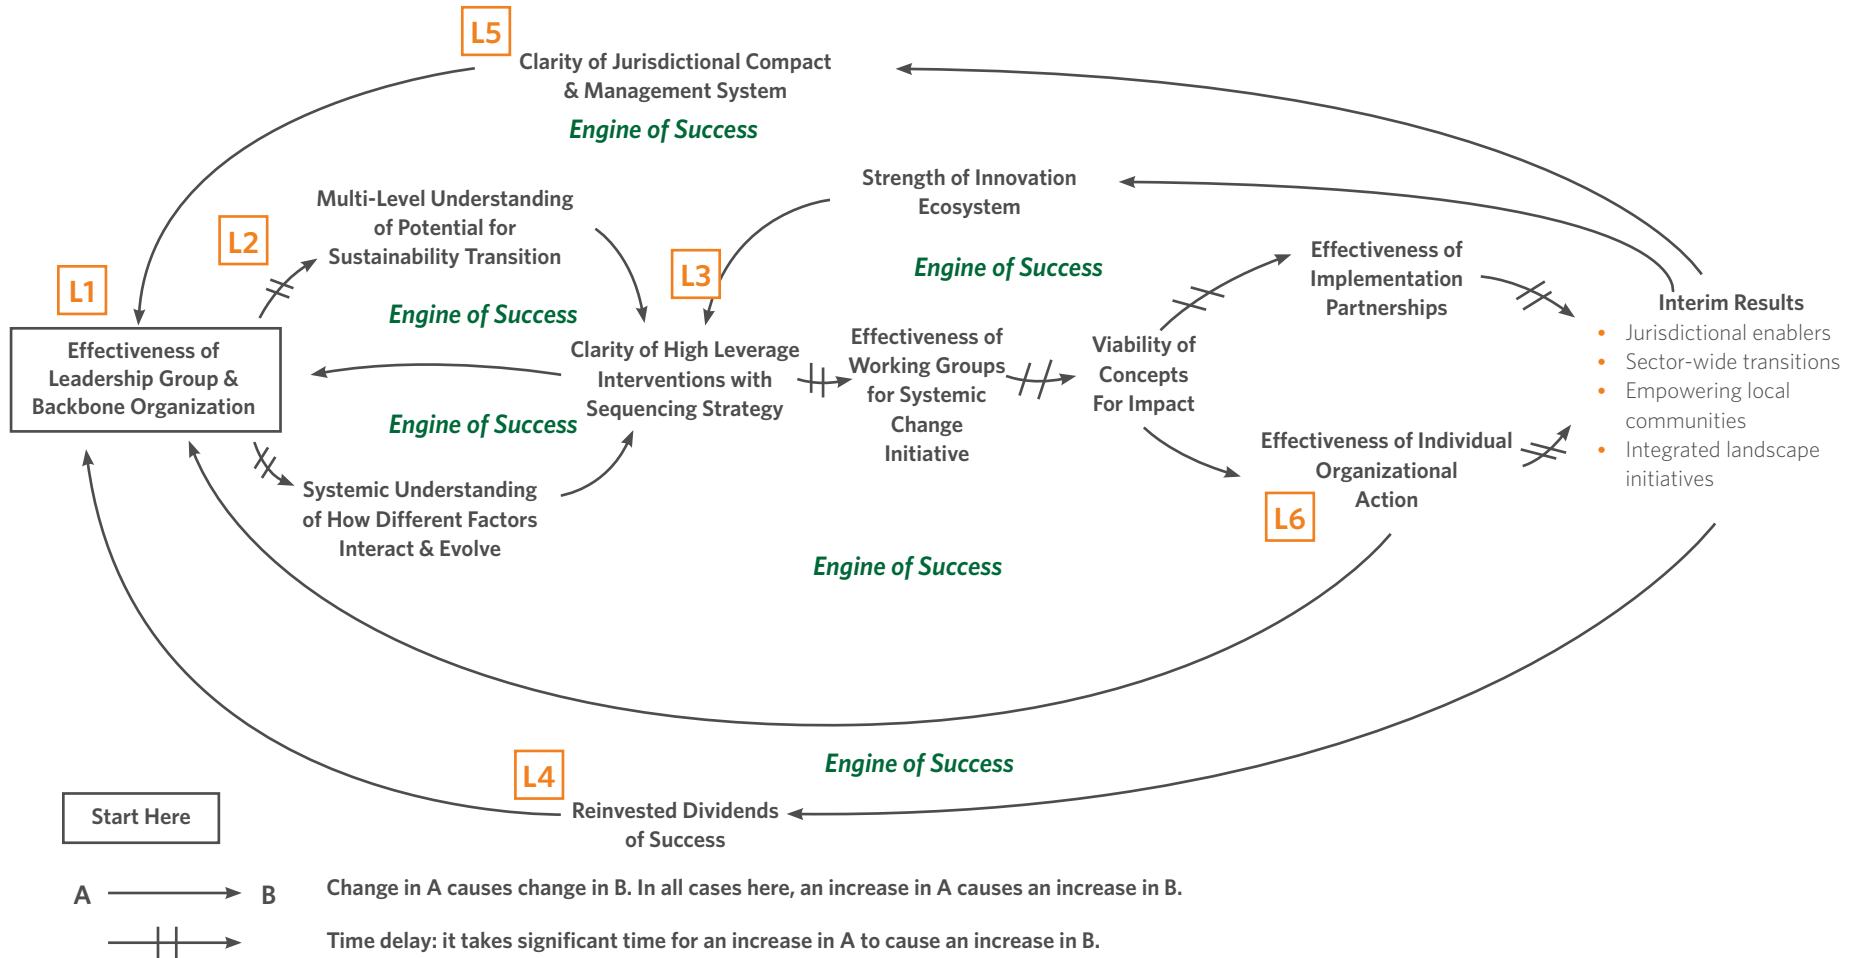 L5
Clarity of Jurisdictional Compact
& Management System
Engine of Success
Multi-Level Understanding
of Potential for
Sustainability Transition
L2
Strength of Innovation
Ecosystem
L3
Engine of Success
Effectiveness of
Implementation
Partnerships
L1
Effectiveness of
Leadership Group &
Backbone Organization
Engine of Success
Clarity of High Leverage
Interventions with
Sequencing Strategy
Engine of Success
Effectiveness of
Working Groups
for Systemic
Change
Initiative
Viability of
Concepts
For Impact
Interim Results
• Jurisdictional enablers
• Sector-wide transitions
• Empowering local
communities
• Integrated landscape
initiatives
Systemic Understanding
of How Different Factors
Interact & Evolve
Effectiveness of Individual
Organizational
Action
L6
Engine of Success
Engine of Success
L4
Reinvested Dividends
of Success
Start Here
A B Change in A causes change in B. In all cases here, an increase in A causes an increase in B.
Time delay: it takes significant time for an increase in A to cause an increase in B.